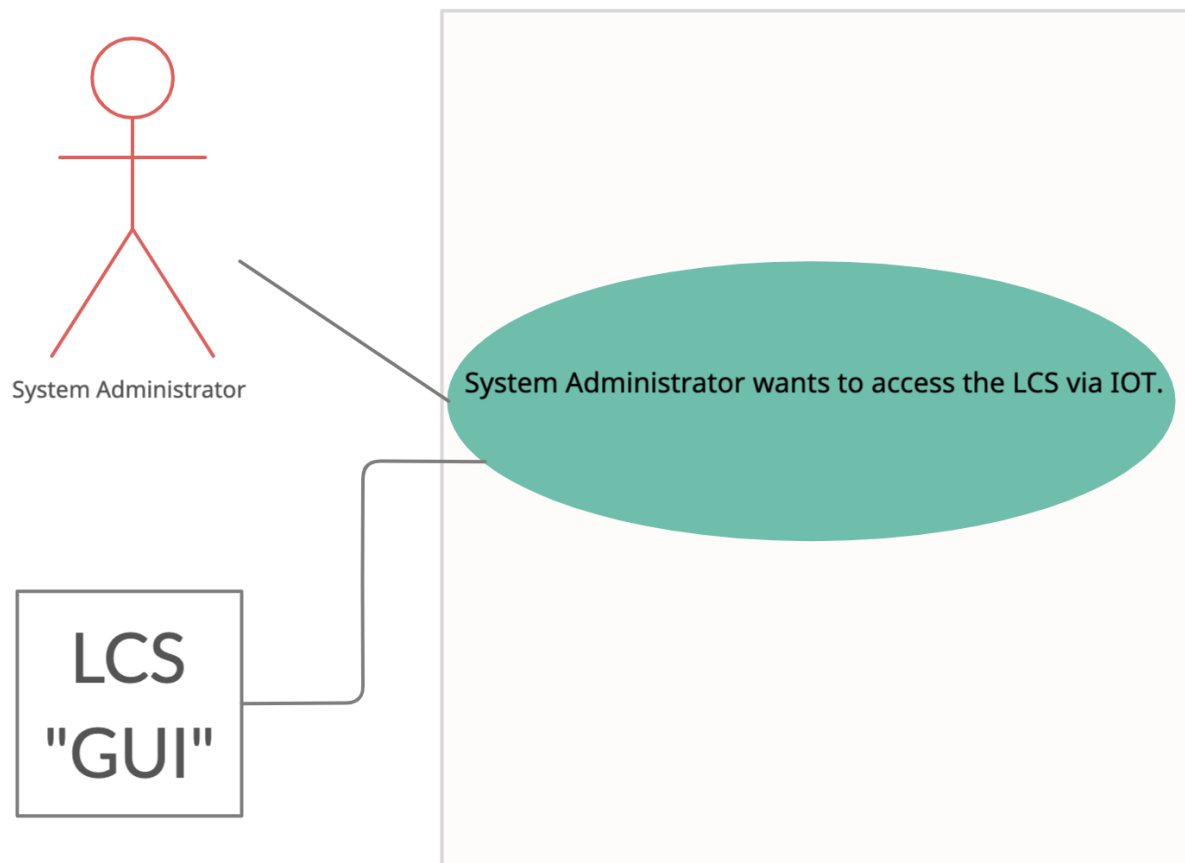 System Administrator
System Administrator wants to access the LCS via IOT.
LCS
"GUI"